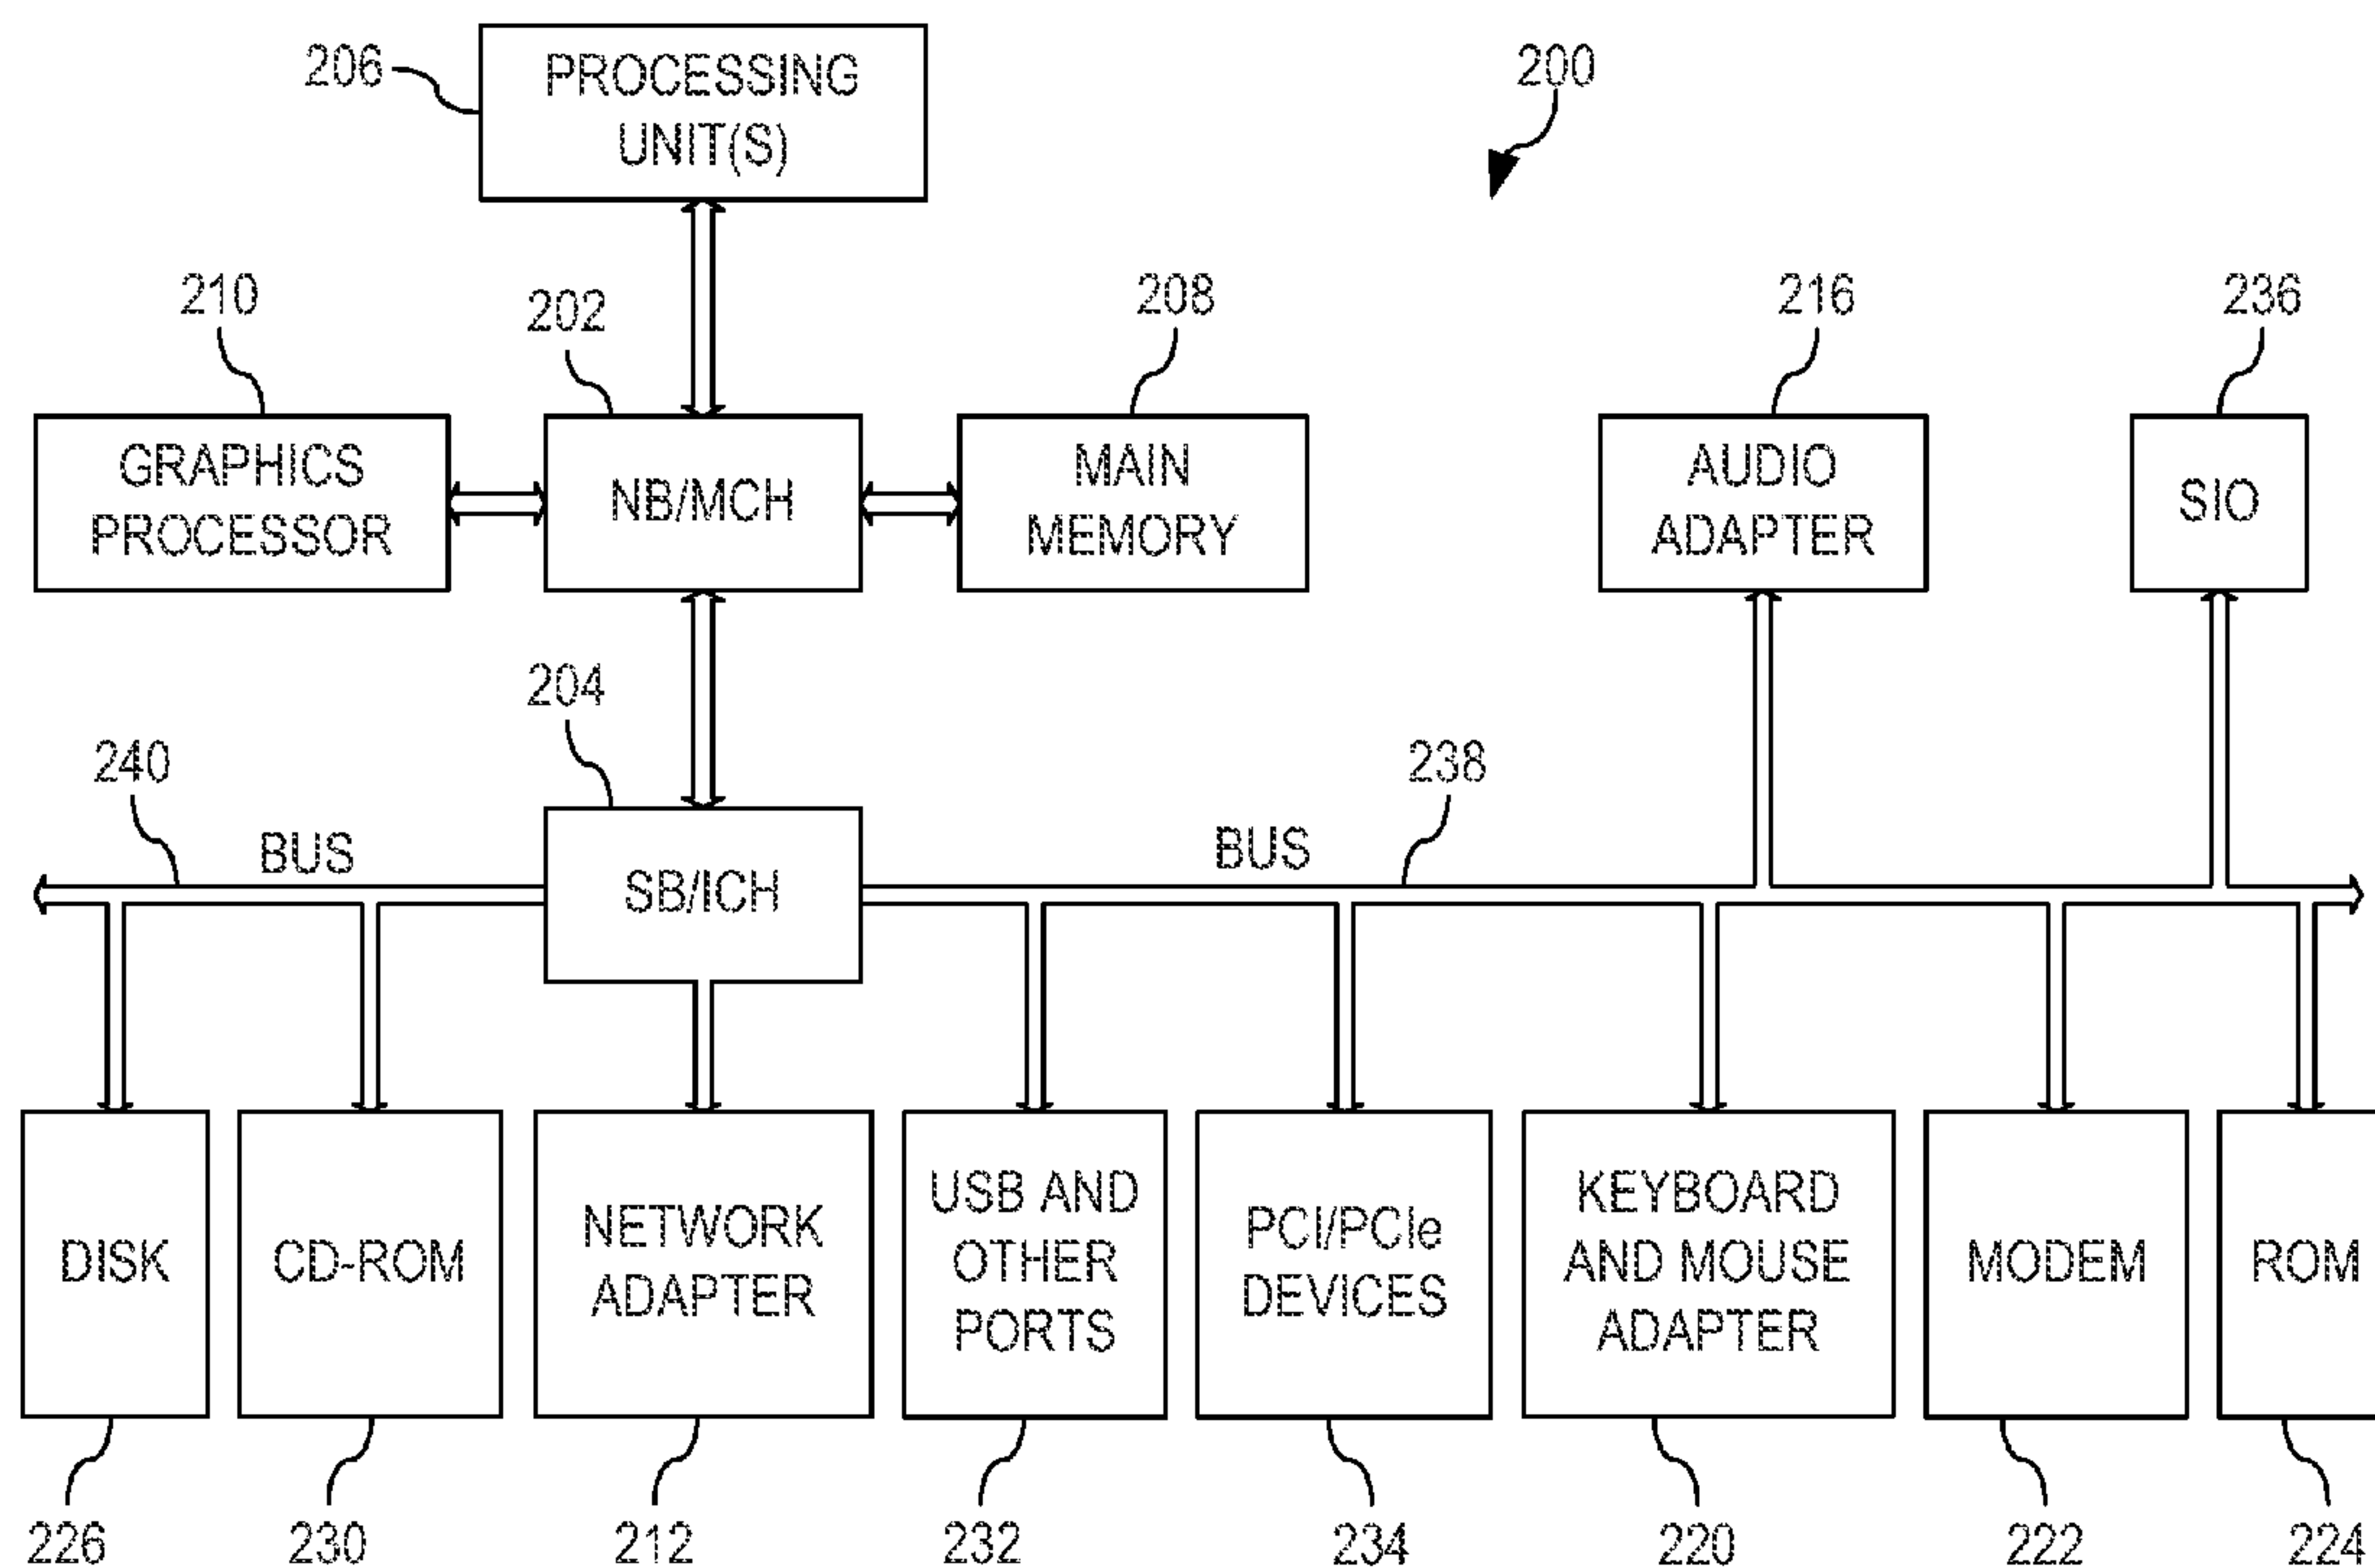 206
PROCESSING
UNIT(S)
200
210
202
208
216
236
GRAPHICS
PROCESSOR
NB/MCH
MAIN
MEMORY
AUDIO
ADAPTER
SIO
204
240
BUS
SB/ICH
BUS
238
DISK
CD-ROM
NETWORK
ADAPTER
USB AND
OTHER
PORTS
PCI/PCIe
DEVICES
KEYBOARD
AND MOUSE
ADAPTER
MODEM
ROM
226
230
212
232
234
220
222
224